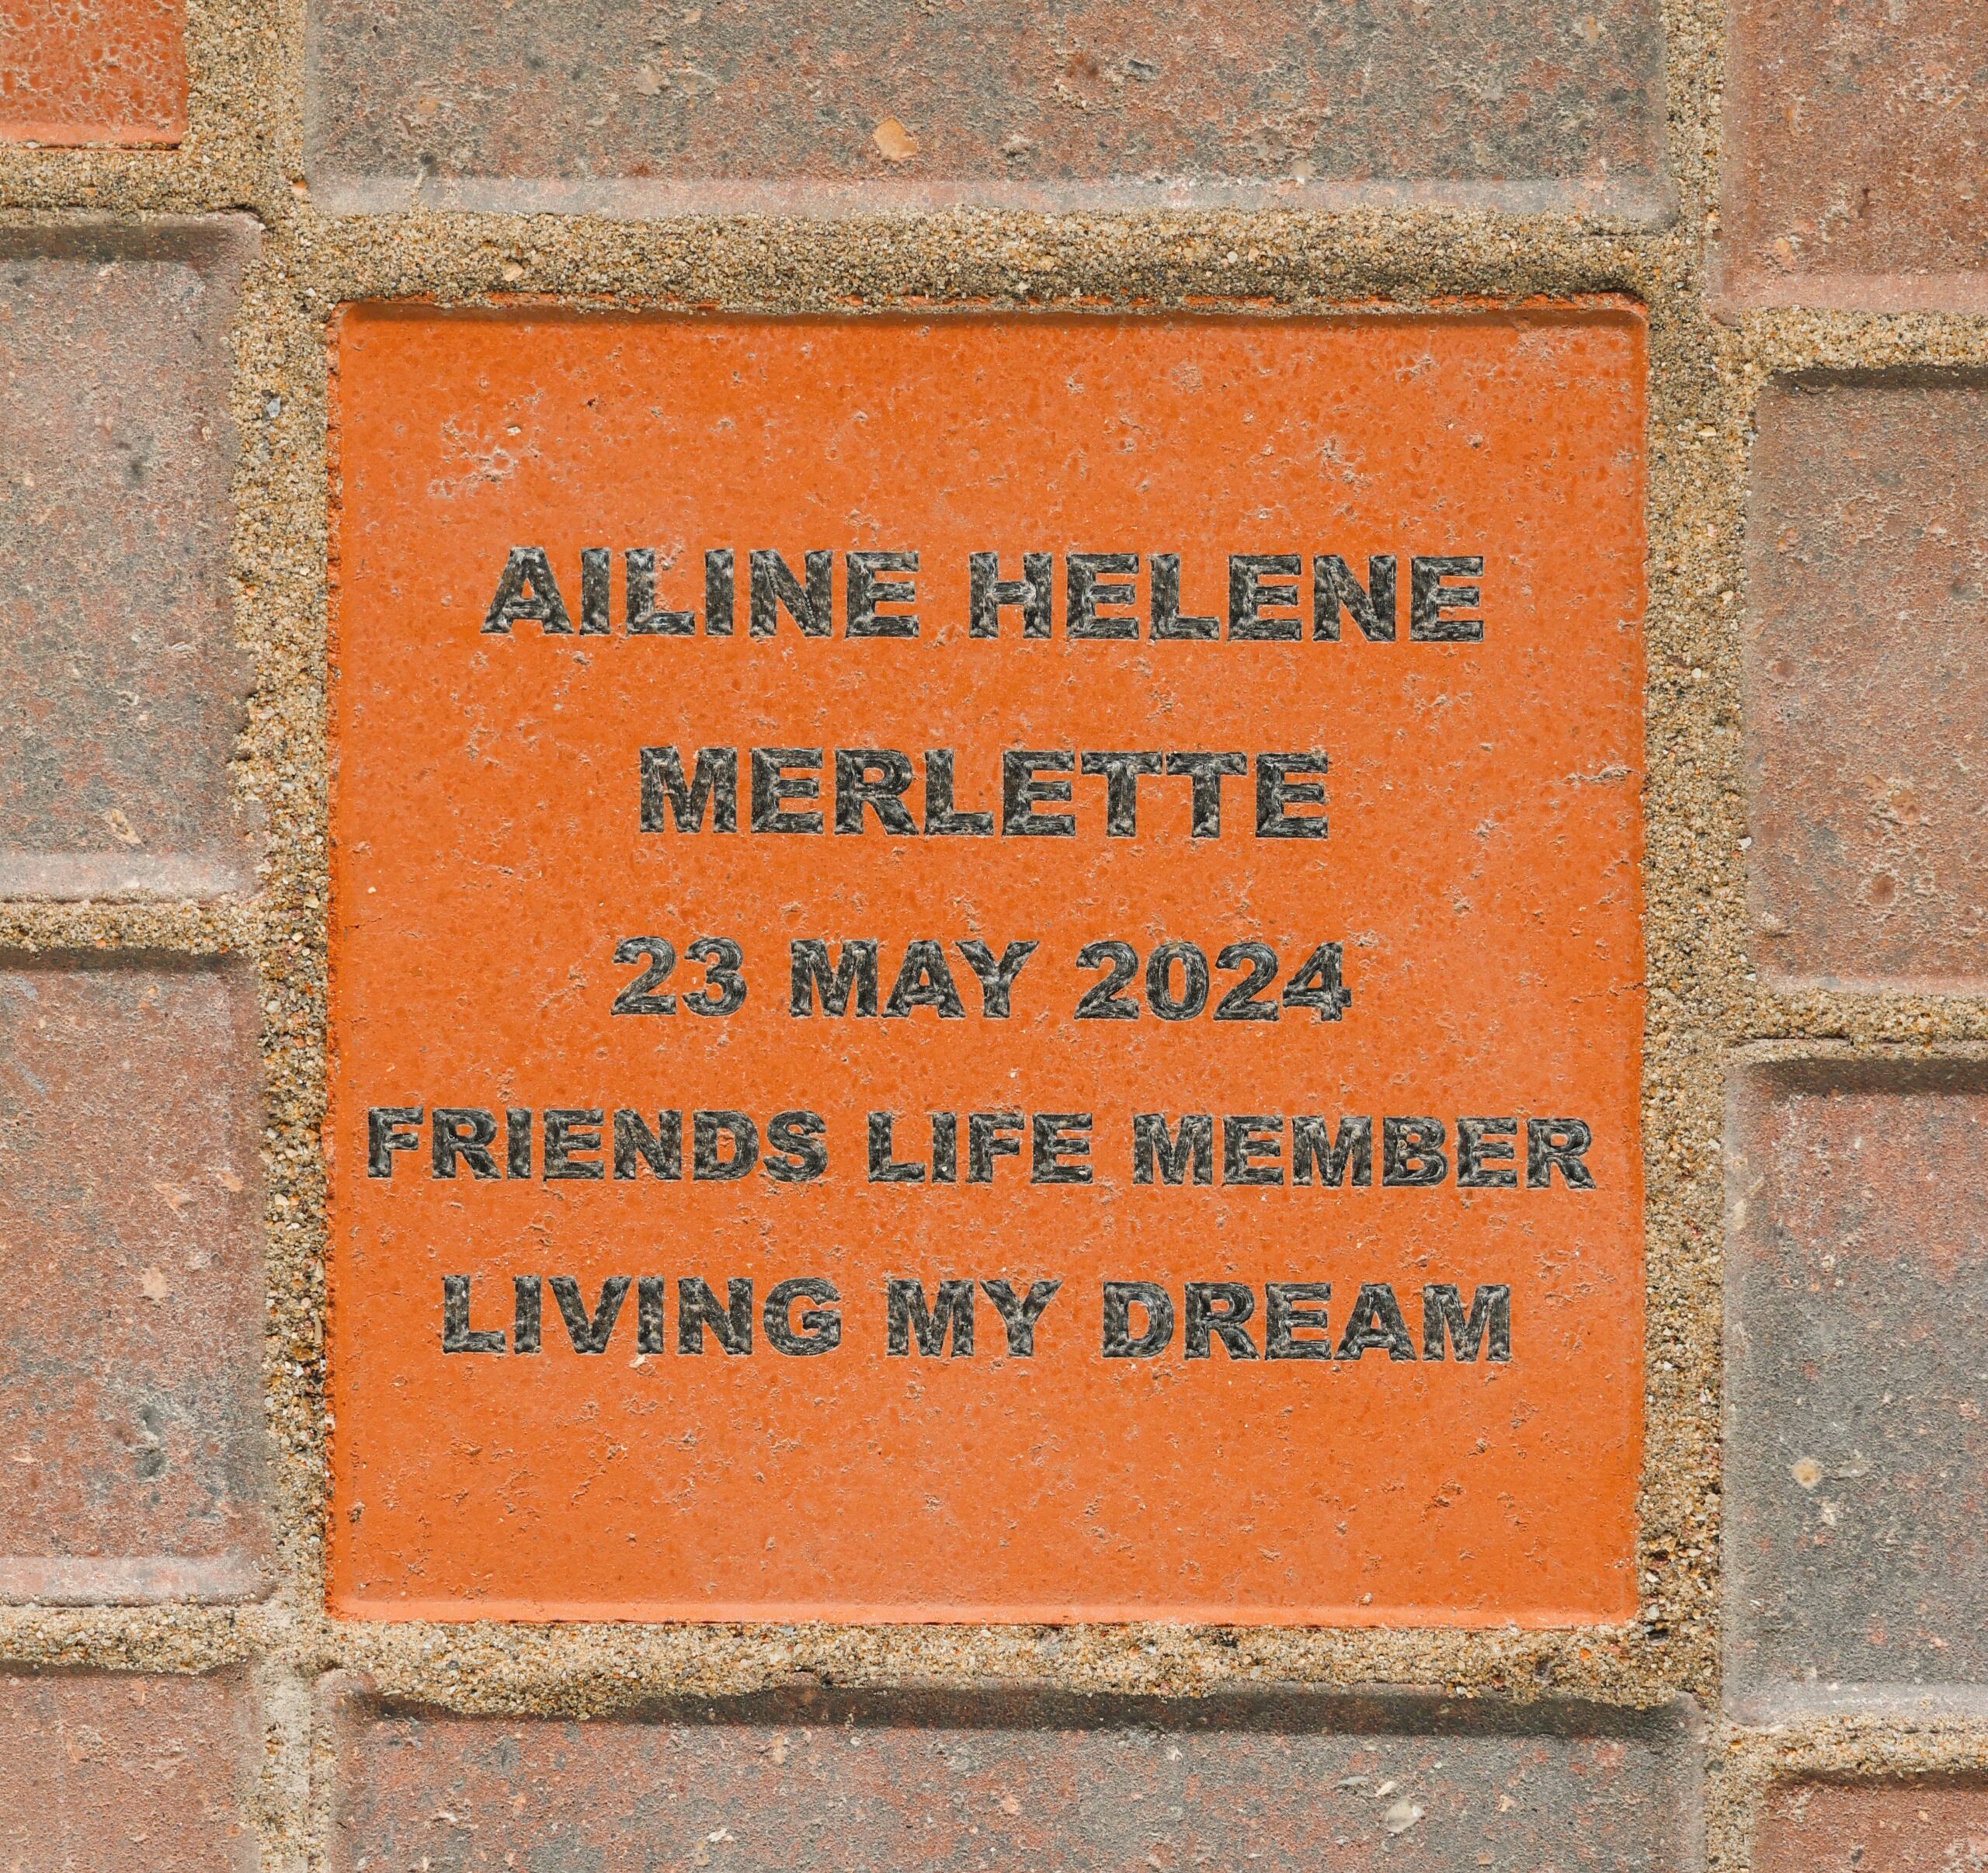 AILINE HELENE
MERLETTE
23 MAY 2024
FRIENDS LIFE MEMBER
LIVING MY DREAM